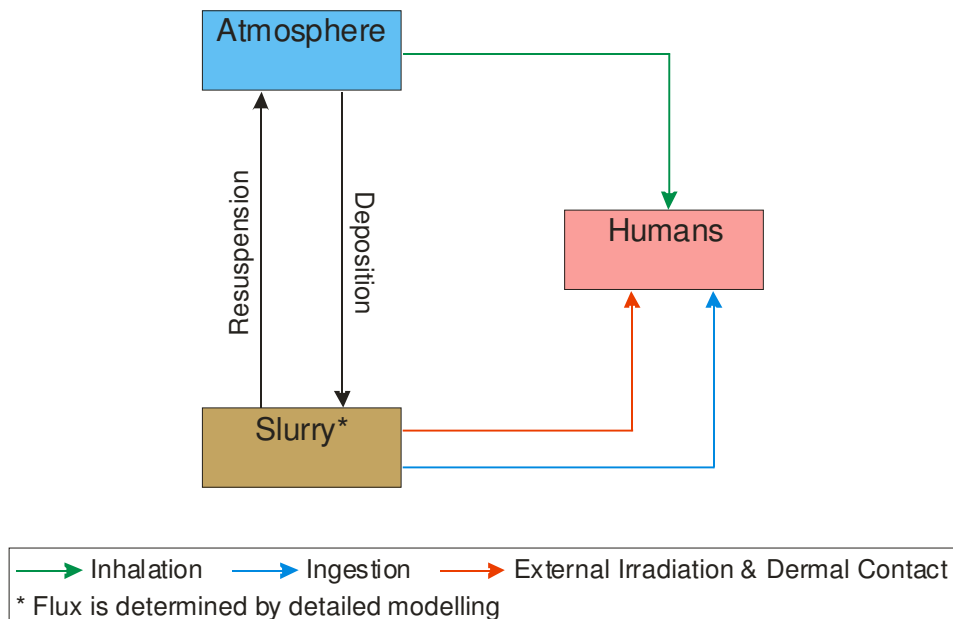 Atmosphere
Resuspension
Deposition
Humans
Slurry*
Inhalation
Ingestion
External Irradiation & Dermal Contact
* Flux is determined by detailed modelling